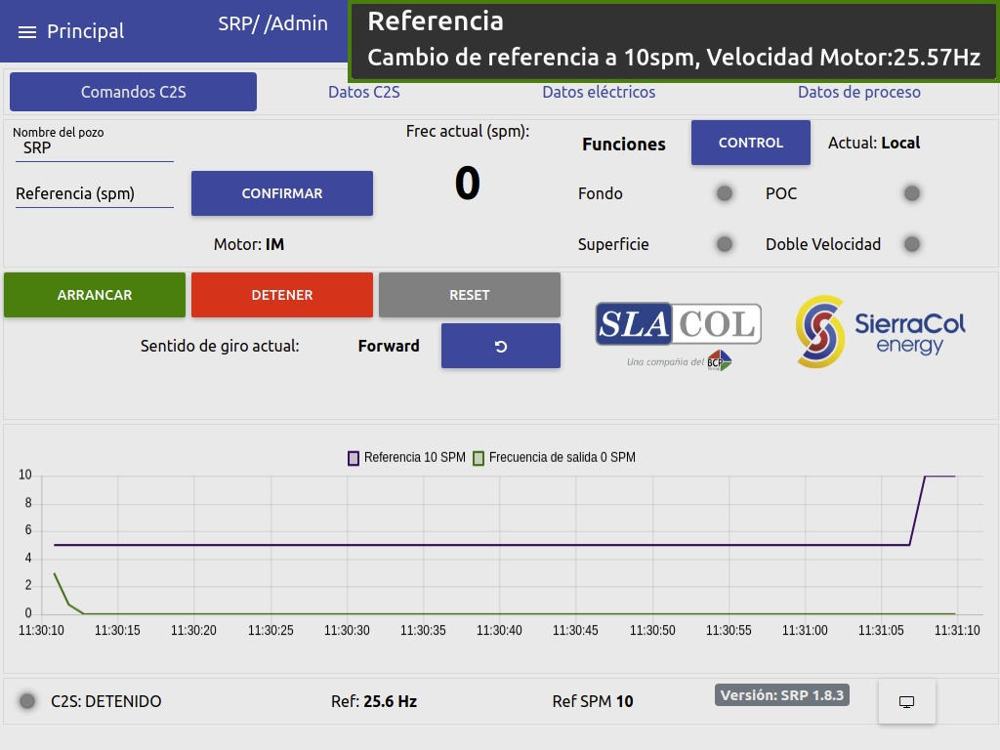 Principal
SRP/ /Admin
Referencia
Cambio de referencia a 10spm, Velocidad Motor:25.57Hz
Comandos C2S
Datos C2S
Datos eléctricos
Datos de proceso
Nombre del pozo
SRP
Frec actual (spm):
Funciones
CONTROL
Actual: Local
Referencia (spm)
CONFIRMAR
0
Fondo
POC
Motor: IM
Superficie
Doble Velocidad
ARRANCAR
DETENER
RESET
SLACOL
Una compañía del BCP
SierraCol
energy
Sentido de giro actual:
Forward
Referencia 10 SPM
Frecuencia de salida 0 SPM
10
8
6
4
2
0
11:30:10 11:30:15 11:30:20 11:30:25 11:30:30 11:30:35 11:30:40 11:30:45 11:30:50 11:30:55 11:31:00 11:31:05 11:31:10
C2S: DETENIDO
Ref: 25.6 Hz
Ref SPM 10
Versión: SRP 1.8.3